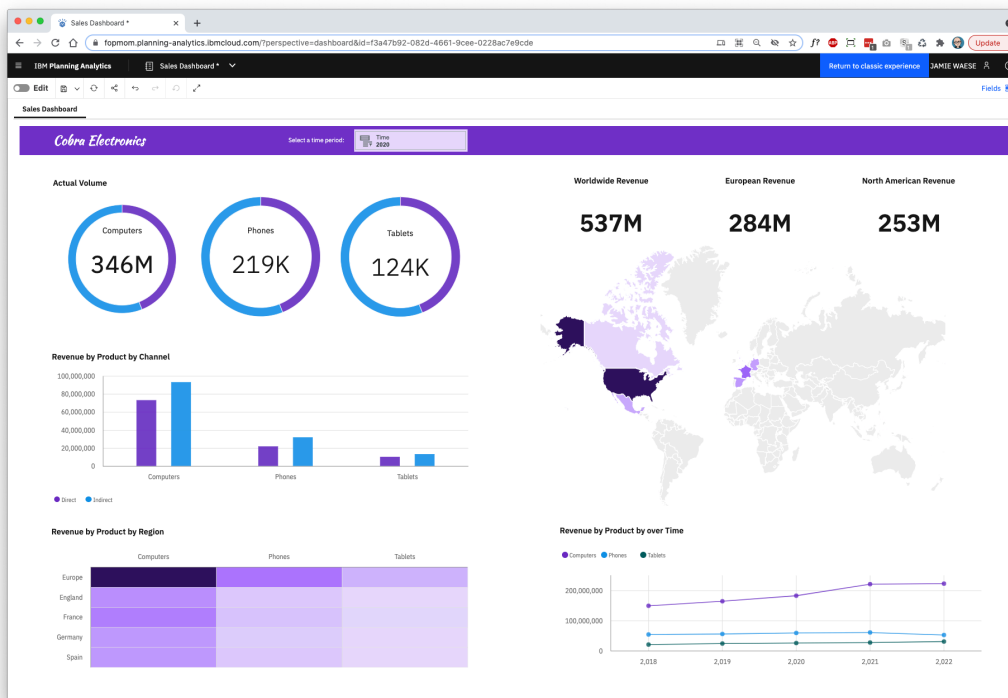 Sales Dashboard *
fopmom.planning-analytics.ibmcloud.com/?perspective=dashboard&id=f3a47b92-082d-4661-9cee-0228ac7e9cde
f?
Update
IBM Planning Analytics
Sales Dashboard *
Return to classic experience
JAMIE WAESE
Edit
Fields
Sales Dashboard
Cobra Electronics
Select a time period:
Time
2020
Actual Volume
Computers
346M
Phones
219K
Tablets
124K
Worldwide Revenue
European Revenue
North American Revenue
537M
284M
253M
Revenue by Product by Channel
100,000,000
80,000,000
60,000,000
40,000,000
20,000,000
0
Computers
Phones
Tablets
Direct
Indirect
Revenue by Product by Region
Computers
Phones
Tablets
Europe
England
France
Germany
Spain
Revenue by Product by over Time
Computers
Phones
Tablets
200,000,000
100,000,000
0
2,018
2,019
2,020
2,021
2,022